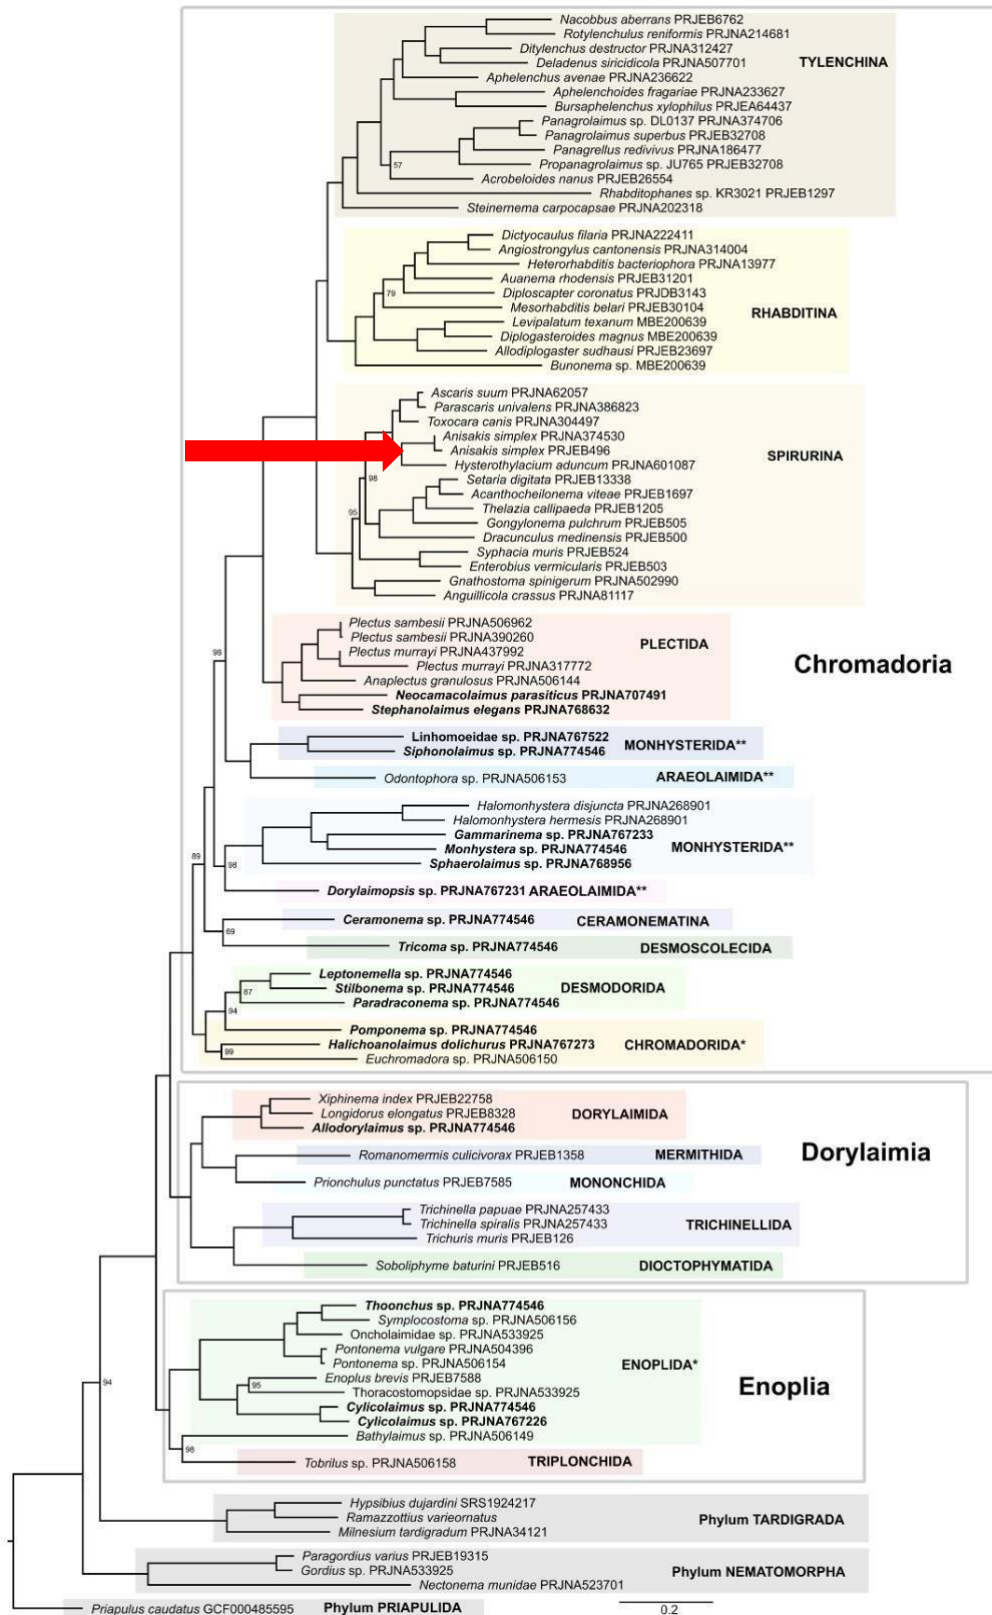 Nacobbus aberrans PRJEB6762
Rotylenchulus reniformis PRJNA214681
Ditylenchus destructor PRJNA312427
Deladenus siricidicola PRJNA507701
TYLENCHINA
Aphelenchus avenae PRJNA236622
Aphelenchoides fragariae PRJNA233627
Bursaphelenchus xylophilus PRJEA64437
Panagrolaimus sp. DL0137 PRJNA374706
Panagrolaimus superbus PRJEB32708
Panagrellus redivivus PRJNA186477
57
Propanagrolaimus sp. JU765 PRJEB32708
Acrobeloides nanus PRJEB26554
Rhabditophanes sp. KR3021 PRJEB1297
Steinernema carpocapsae PRJNA202318
Dictyocaulus filaria PRJNA222411
Angiostrongylus cantonensis PRJNA314004
Heterorhabditis bacteriophora PRJNA13977
Auanema rhodensis PRJEB31201
79
Diploscapter coronatus PRJDB3143
Mesorhabditis belari PRJEB30104
RHABDITINA
Levipalatum texanum MBE200639
Diplogasteroides magnus MBE200639
Allodiplogaster sudhausi PRJEB23697
Bunonema sp. MBE200639
Ascaris suum PRJNA62057
Parascaris univalens PRJNA386823
Toxocara canis PRJNA304497
Anisakis simplex PRJNA374530
Anisakis simplex PRJEB496
SPIRURINA
Hysterothylacium aduncum PRJNA601087
98
Setaria digitata PRJEB13338
Acanthocheilonema viteae PRJEB1697
Thelazia callipaeda PRJEB1205
95
Gongylonema pulchrum PRJEB505
Dracunculus medinensis PRJEB500
Syphacia muris PRJEB524
Enterobius vermicularis PRJEB503
Gnathostoma spinigerum PRJNA502990
Anguillicola crassus PRJNA81117
Plectus sambesii PRJNA506962
Plectus sambesii PRJNA390260
PLECTIDA
98
Plectus murrayi PRJNA437992
Plectus murrayi PRJNA317772
Chromadoria
Anaplectus granulosus PRJNA506144
Neocamacolaimus parasiticus PRJNA707491
Stephanolaimus elegans PRJNA768632
Linhomoeidae sp. PRJNA767522
Siphonolaimus sp. PRJNA774546
MONHYSTERIDA**
Odontophora sp. PRJNA506153
ARAEOLAIMIDA**
Halomonhystera disjuncta PRJNA268901
Halomonhystera hermesis PRJNA268901
Gammarinema sp. PRJNA767233
Monhystera sp. PRJNA774546
MONHYSTERIDA**
89
98
Sphaerolaimus sp. PRJNA768956
Dorylaimopsis sp. PRJNA767231 ARAEOLAIMIDA**
Ceramonema sp. PRJNA774546
CERAMONEMATINA
69
Tricoma sp. PRJNA774546
DESMOSCOLECIDA
Leptonemella sp. PRJNA774546
87
Stilbonema sp. PRJNA774546
DESMODORIDA
Paradraconema sp. PRJNA774546
94
Pomponema sp. PRJNA774546
Halichoanolaimus dolichurus PRJNA767273
CHROMADORIDA*
99
Euchromadora sp. PRJNA506150
Xiphinema index PRJEB22758
Longidorus elongatus PRJEB8328
DORYLAIMIDA
Allodorylaimus sp. PRJNA774546
Dorylaimia
Romanomermis culicivorax PRJEB1358
MERMITHIDA
Prionchulus punctatus PRJEB7585
MONONCHIDA
Trichinella papuae PRJNA257433
Trichinella spiralis PRJNA257433
TRICHINELLIDA
Trichuris muris PRJEB126
Soboliphyme baturini PRJEB516
DIOCTOPHYMATIDA
Thoonchus sp. PRJNA774546
Symplocostoma sp. PRJNA506156
Oncholaimidae sp. PRJNA533925
Pontonema vulgare PRJNA504396
Pontonema sp. PRJNA506154
ENOPLIDA*
94
Enoplus brevis PRJEB7588
95
Thoracostomopsidae sp. PRJNA533925
Enoplia
Cylicolaimus sp. PRJNA774546
Cylicolaimus sp. PRJNA767226
Bathylaimus sp. PRJNA506149
98
Tobrilus sp. PRJNA506158
TRIPLONCHIDA
Hypsibius dujardini SRS1924217
Ramazzottius varieornatus
Phylum TARDIGRADA
Milnesium tardigradum PRJNA34121
Paragordius varius PRJEB19315
Gordius sp. PRJNA533925
Phylum NEMATOMORPHA
Nectonema munidae PRJNA523701
Priapulus caudatus GCF000485595
Phylum PRIAPULIDA
0.2